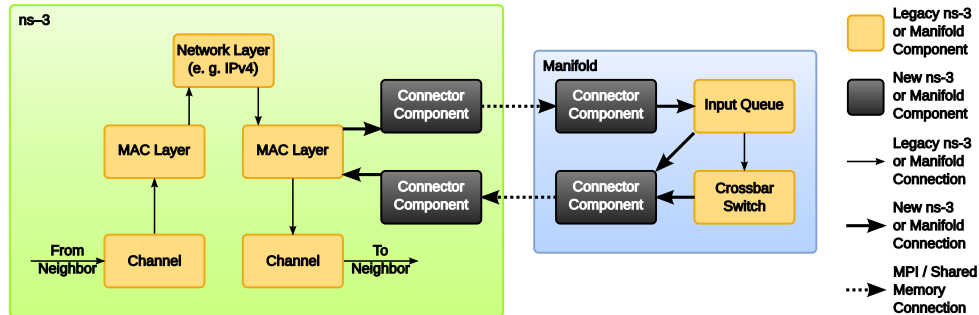 ns–3
Network Layer
(e. g. IPv4)
MAC Layer
MAC Layer
Channel
Channel
From
Neighbor
To
Neighbor
Connector
Component
Connector
Component
Manifold
Connector
Component
Input Queue
Connector
Component
Crossbar
Switch
Legacy ns-3
or Manifold
Component
New ns-3
or Manifold
Component
Legacy ns-3
or Manifold
Connection
New ns-3
or Manifold
Connection
MPI / Shared
Memory
Connection